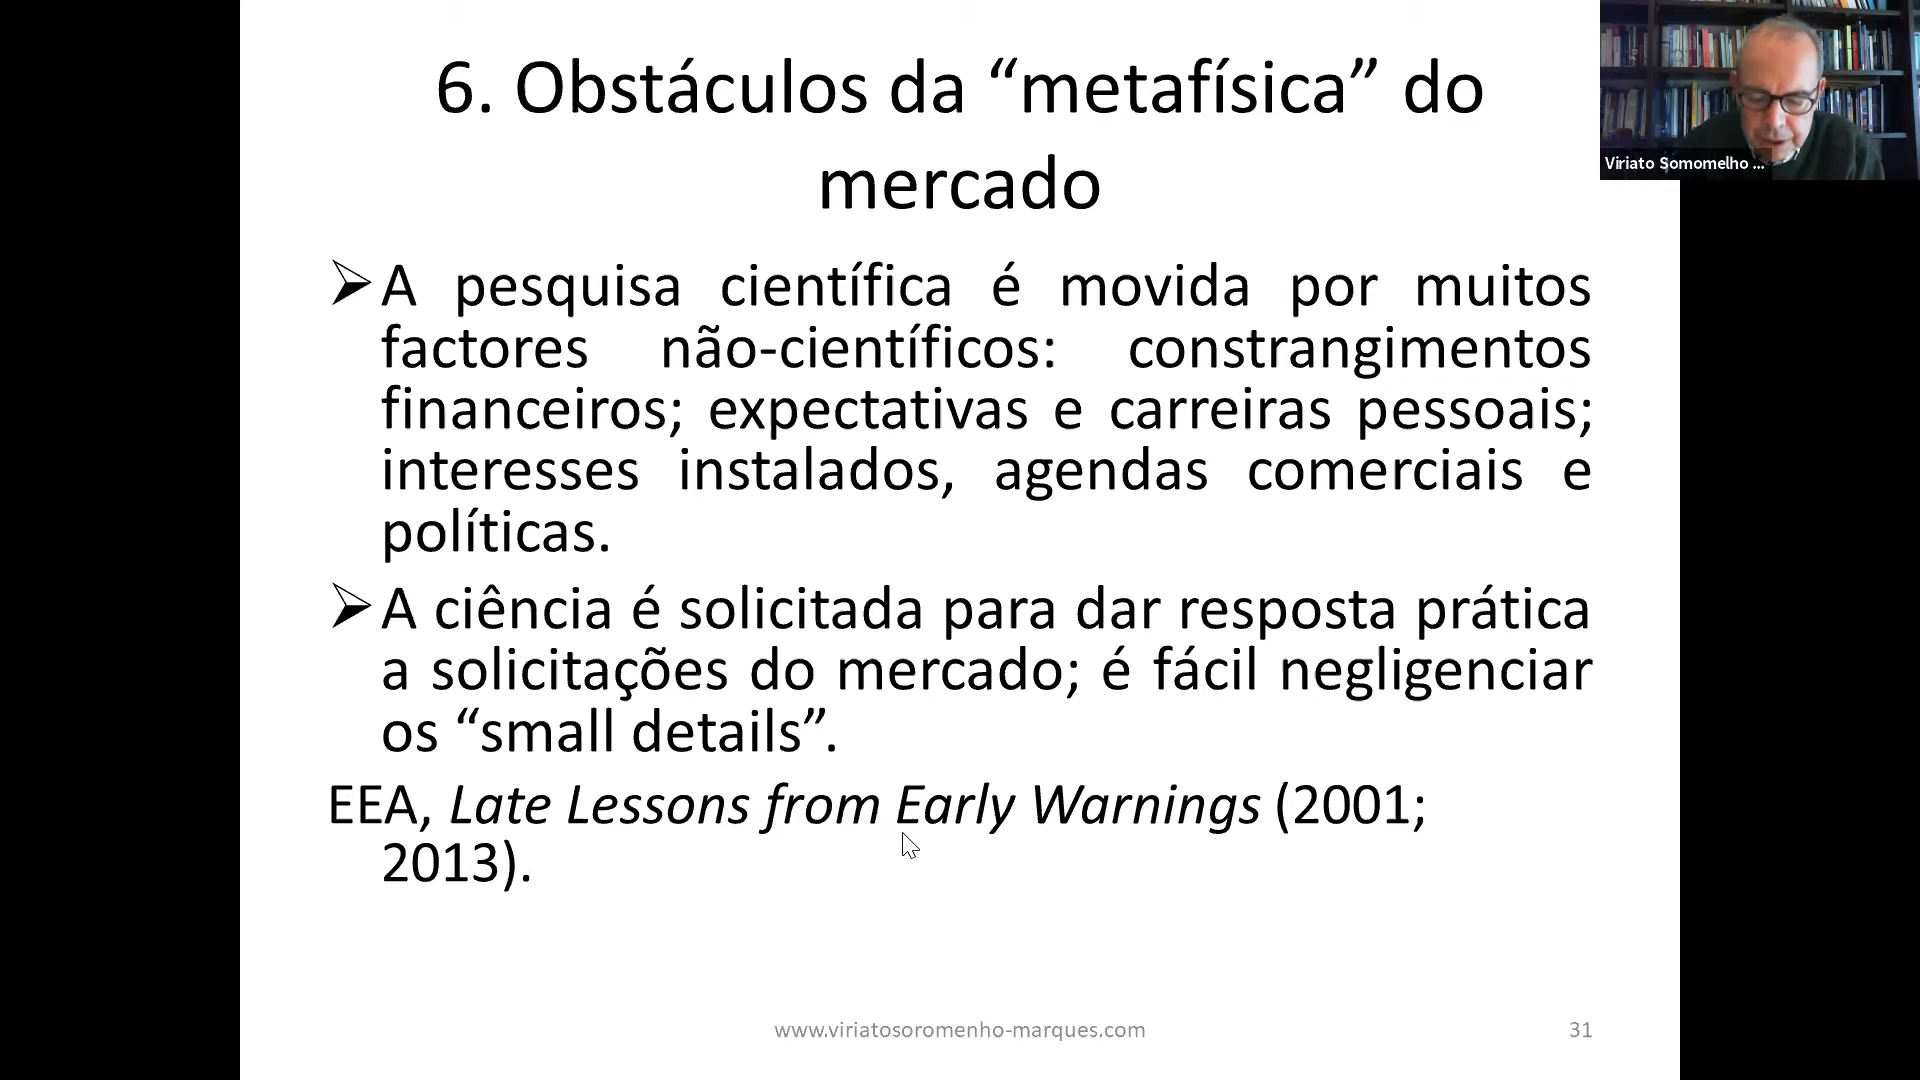 6. Obstáculos da “metafísica” do
mercado
Viriato Somomelho ...
➢A pesquisa científica é movida por muitos
factores não-científicos: constrangimentos
financeiros; expectativas e carreiras pessoais;
interesses instalados, agendas comerciais e
políticas.
➢A ciência é solicitada para dar resposta prática
a solicitações do mercado; é fácil negligenciar
os “small details”.
EEA, Late Lessons from Early Warnings (2001;
2013).
www.viriatosoromenho-marques.com
31